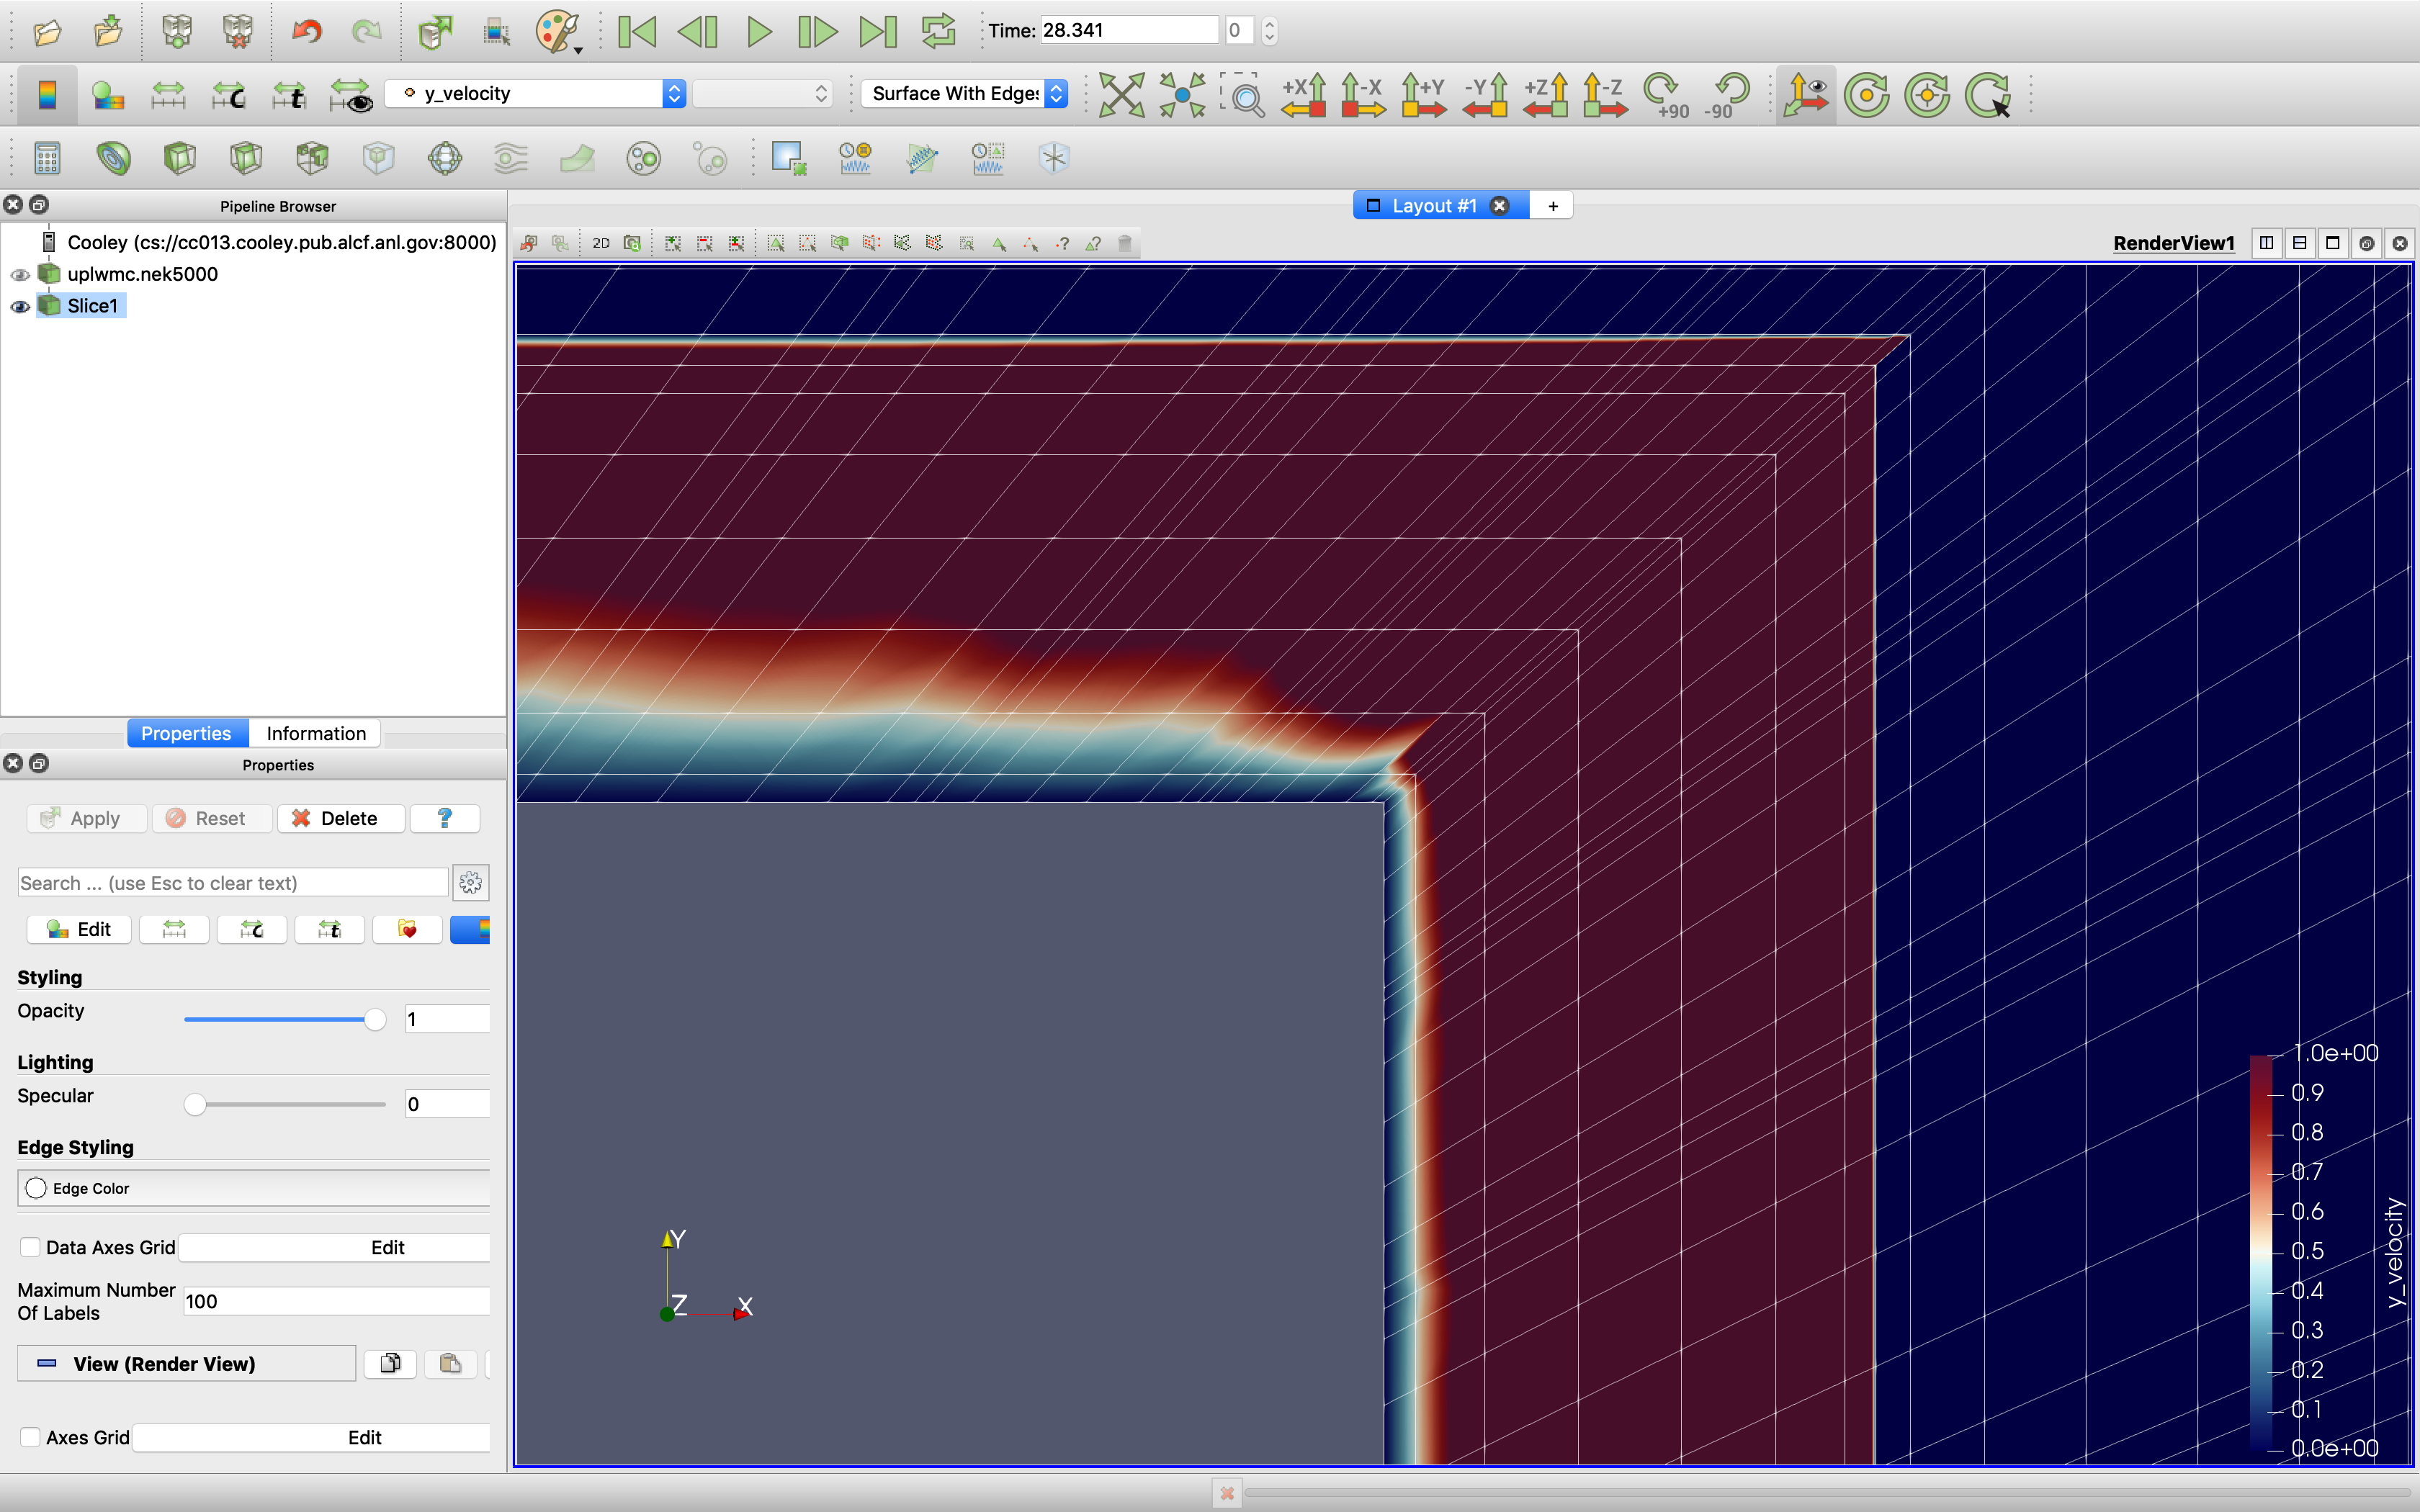 Time: 28.341 0
y_velocity Surface With Edge: +X -X +Y -Y +Z -Z +90 -90
Pipeline Browser
Layout #1 +
Cooley (cs://cc013.cooley.pub.alcf.anl.gov:8000)
2D
RenderView1
uplwmc.nek5000
Slice1
Properties Information
Properties
Apply Reset Delete ?
Search ... (use Esc to clear text)
Edit
Styling
Opacity 1
Lighting
Specular 0
Edge Styling
Edge Color
Data Axes Grid Edit
Maximum Number
Of Labels 100
View (Render View)
Axes Grid Edit
Y
Z X
1.0e+00
0.9
0.8
0.7
0.6
0.5
0.4
0.3
0.2
0.1
0.0e+00
y_velocity